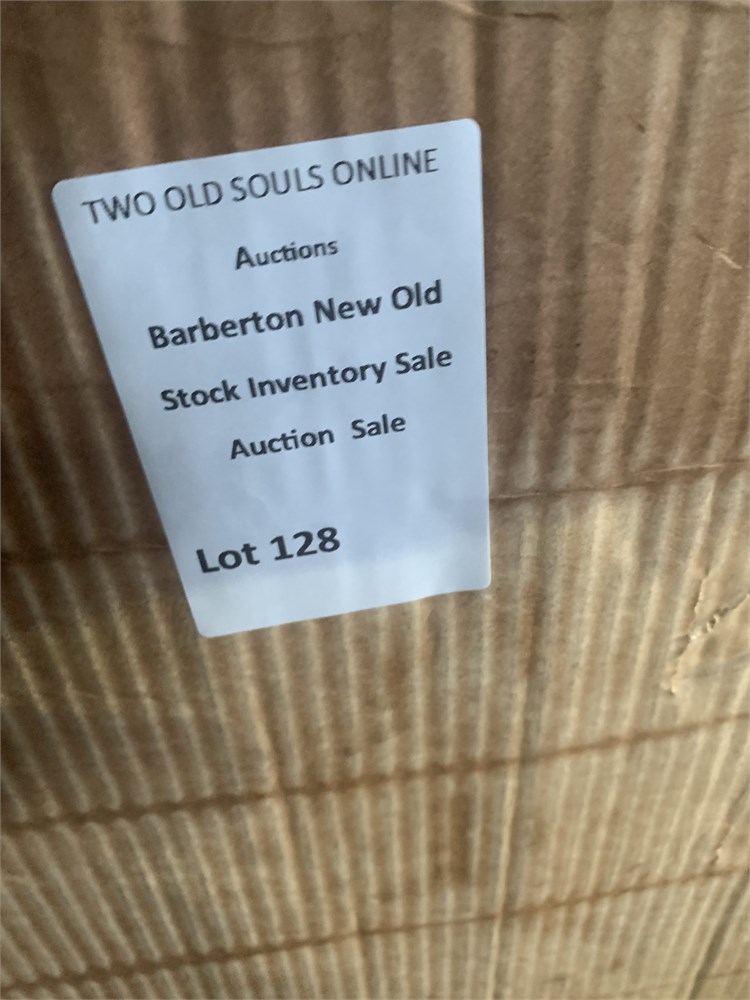 TWO OLD SOULS ONLINE
Auctions
Barberton New Old
Stock Inventory Sale
Auction Sale
Lot 128